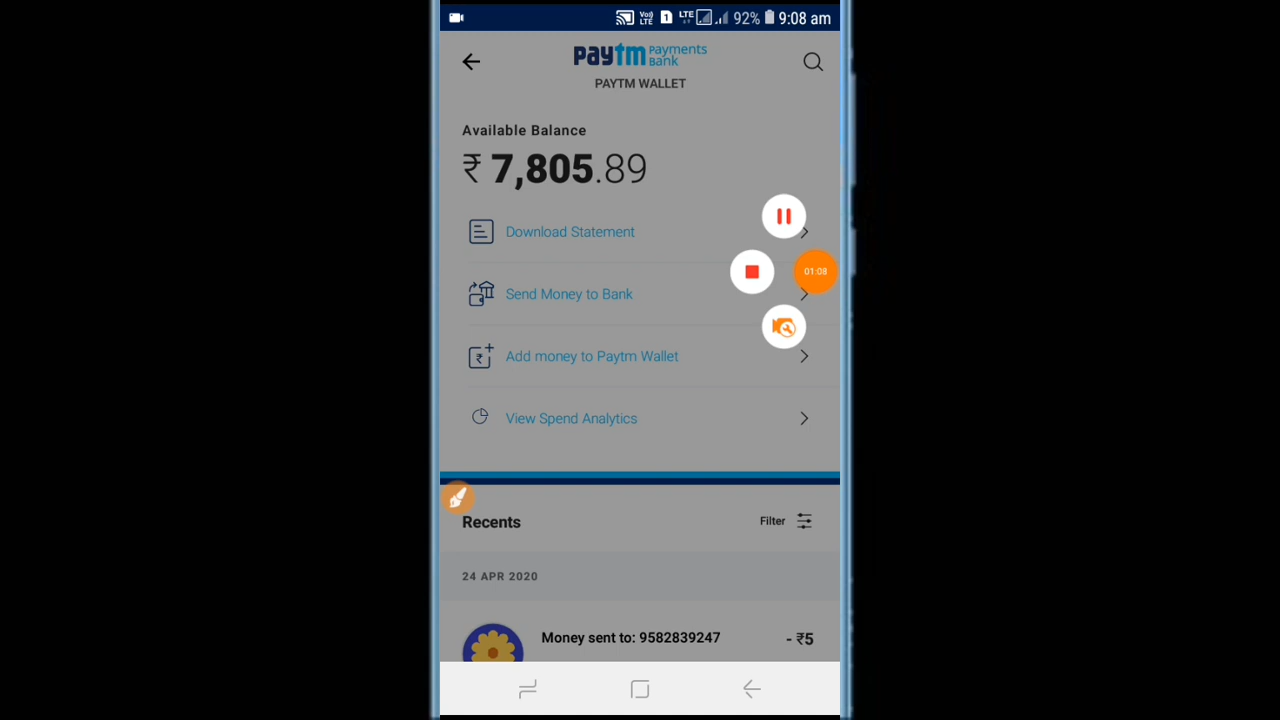 Vo)) LTE 1 LTE 92% 9:08 am
paytm Payments Bank
PAYTM WALLET
Available Balance
₹ 7,805.89
Download Statement
01:08
Send Money to Bank
Add money to Paytm Wallet
View Spend Analytics
Recents Filter
24 APR 2020
Money sent to: 9582839247 - ₹5